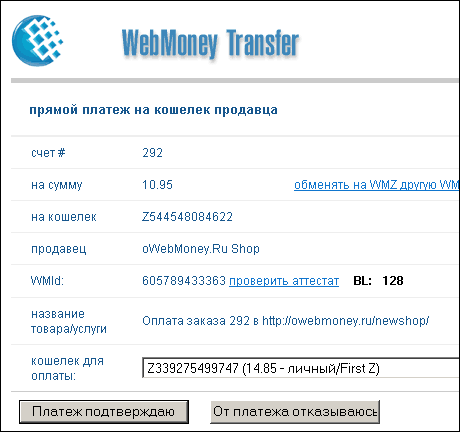 WebMoney Transfer
прямой платеж на кошелек продавца
счет # 292
на сумму 10.95 обменять на WMZ другую WM
на кошелек Z544548084622
продавец oWebMoney.Ru Shop
WMId: 605789433363 проверить аттестат BL: 128
название
товара/услуги Оплата заказа 292 в http://owebmoney.ru/newshop/
кошелек для
оплаты: Z339275499747 (14.85 - личный/First Z)
Платеж подтверждаю От платежа отказываюсь